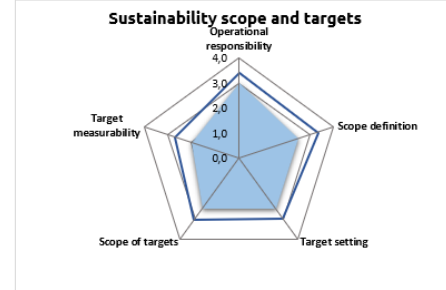 Sustainability scope and targets
Operational
responsibility
4,0
3,0
2,0
1,0
0,0
Target
measurability
Scope definition
Scope of targets
Target setting